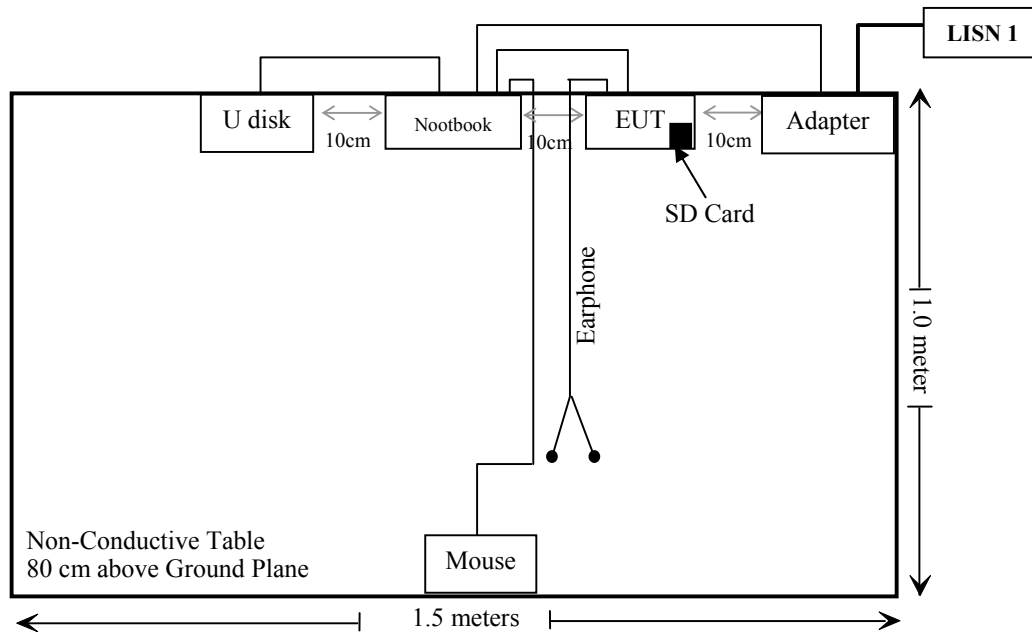 LISN 1
U disk
Nootbook
EUT
Adapter
10cm
10cm
10cm
SD Card
Earphone
1.0 meter
Non-Conductive Table
80 cm above Ground Plane
Mouse
1.5 meters